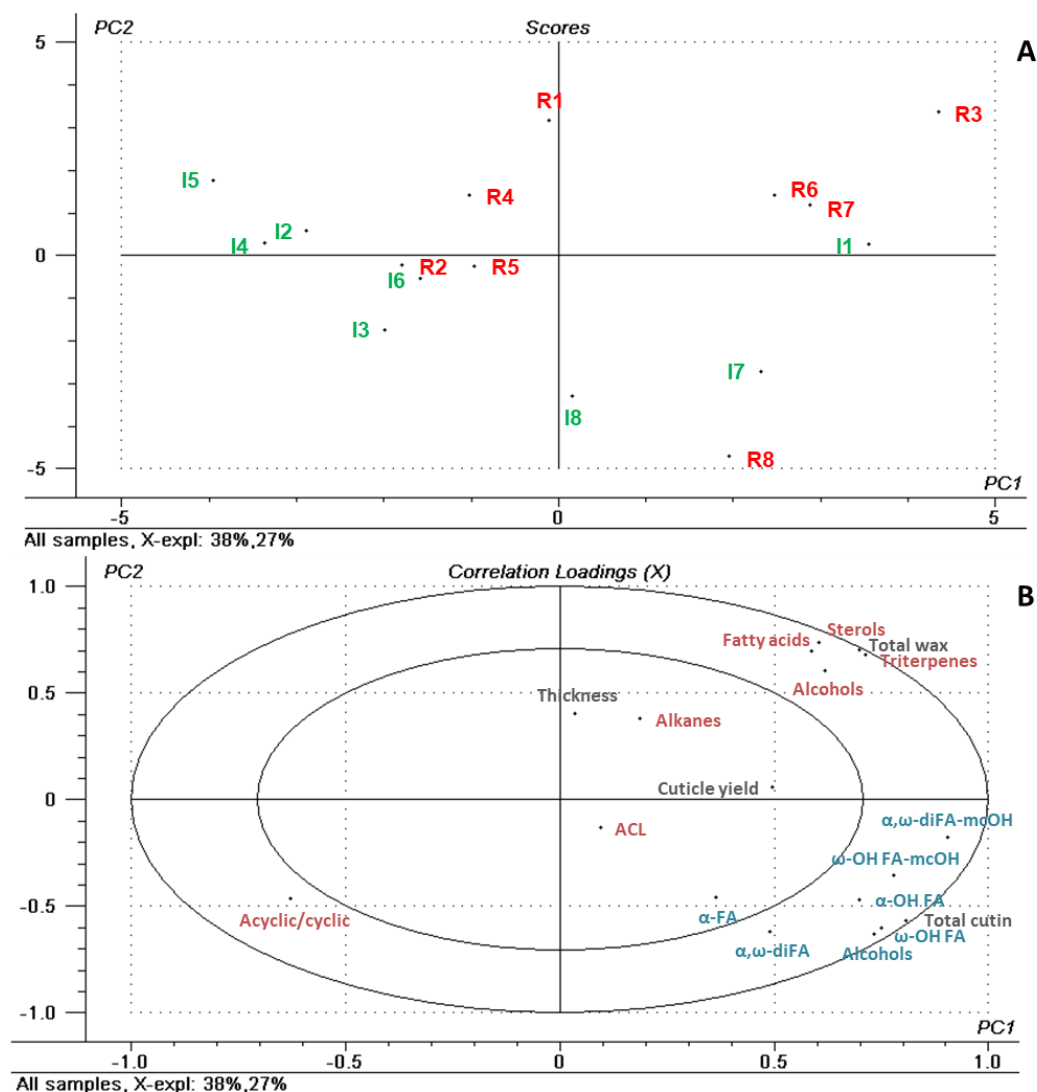 PC2 Scores A
5
R1
R3
I5
R4
R6
R7
I2
I4
I1
0
R2 R5
I6
I3
I7
I8
R8
-5
PC1
-5 0 5
All samples, X-expl: 38%,27%
PC2 Correlation Loadings (X) B
1.0
Sterols
Fatty acids
Total wax
Triterpenes
Alcohols
0.5
Thickness
Alkanes
Cuticle yield
0
α,ω-diFA-mcOH
ACL
ω-OH FA-mcOH
α-OH FA
-0.5
Acyclic/cyclic
α-FA
Total cutin
ω-OH FA
α,ω-diFA
Alcohols
-1.0
PC1
-1.0 -0.5 0 0.5 1.0
All samples, X-expl: 38%,27%